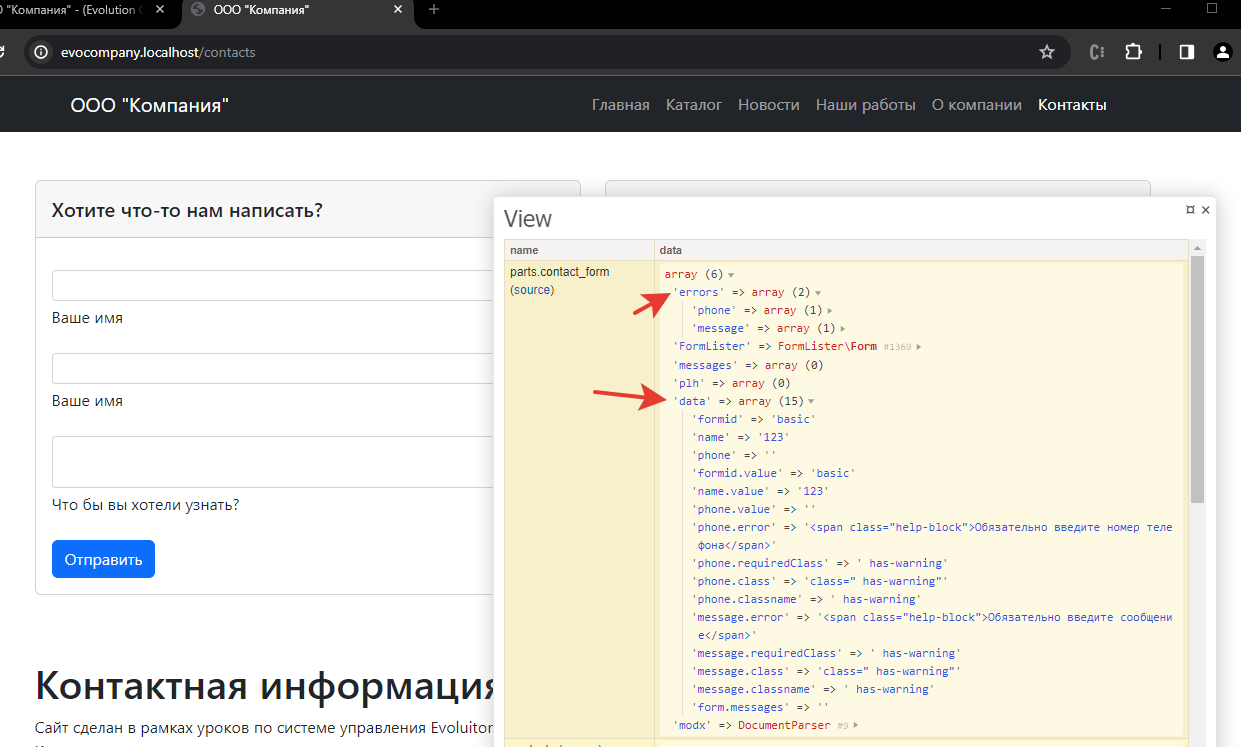 ООО "Компания" - (Evolution
ООО "Компания"
evocompany.localhost/contacts
ООО "Компания"
Главная Каталог Новости Наши работы О компании Контакты
Хотите что-то нам написать?
Ваше имя
Ваше имя
Что бы вы хотели узнать?
Отправить
Контактная информация
Сайт сделан в рамках уроков по системе управления Evoluiton
View
name data
parts.contact_form
(source)
array (6)
'errors' => array (2)
'phone' => array (1)
'message' => array (1)
'FormLister' => FormLister\Form #1369
'messages' => array (0)
'plh' => array (0)
'data' => array (15)
'formid' => 'basic'
'name' => '123'
'phone' => ''
'formid.value' => 'basic'
'name.value' => '123'
'phone.value' => ''
'phone.error' => '<span class="help-block">Обязательно введите номер теле
фона</span>'
'phone.requiredClass' => ' has-warning'
'phone.class' => 'class=" has-warning"'
'phone.classname' => ' has-warning'
'message.error' => '<span class="help-block">Обязательно введите сообщени
е</span>'
'message.requiredClass' => ' has-warning'
'message.class' => 'class=" has-warning"'
'message.classname' => ' has-warning'
'form.messages' => ''
'modx' => DocumentParser #9